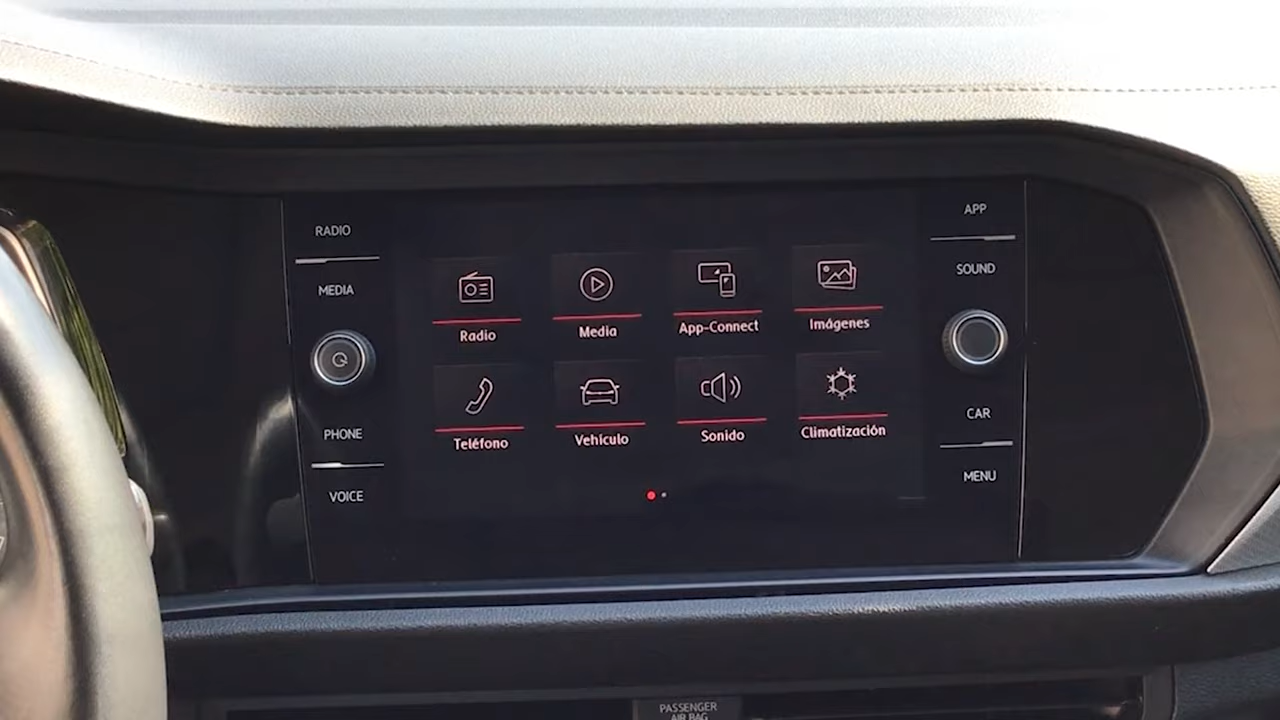 RADIO
MEDIA
PHONE
VOICE
Radio
Media
App-Connect
Imágenes
Teléfono
Vehículo
Sonido
Climatización
APP
SOUND
CAR
MENU
PASSENGER
AIR BAG